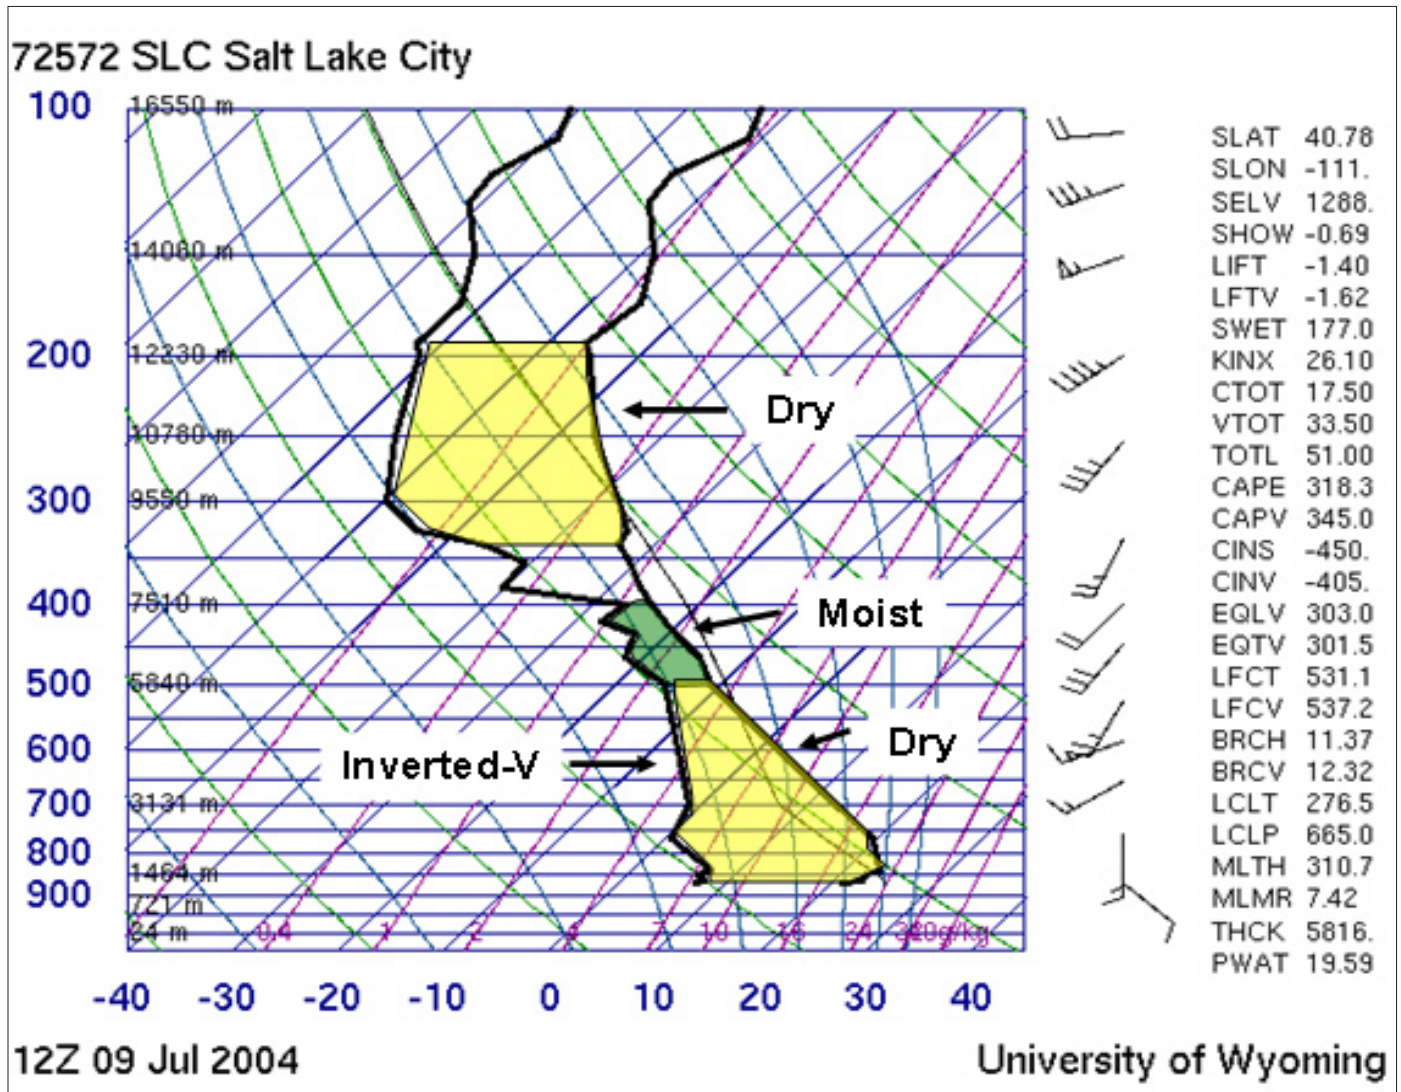 72572 SLC Salt Lake City
100
16550 m
14060 m
200
12230 m
10780 m
300
9550 m
400
7510 m
500
5840 m
600
700
3131 m
800
1464 m
900
721 m
24 m
0.4
1
2
4
7
10
16
24
32
40g/kg
Dry
Moist
Dry
Inverted-V
-40 -30 -20 -10 0 10 20 30 40
SLAT 40.78
SLON -111.
SELV 1288.
SHOW -0.69
LIFT -1.40
LFTV -1.62
SWET 177.0
KINX 26.10
CTOT 17.50
VTOT 33.50
TOTL 51.00
CAPE 318.3
CAPV 345.0
CINS -450.
CINV -405.
EQLV 303.0
EQTV 301.5
LFCT 531.1
LFCV 537.2
BRCH 11.37
BRCV 12.32
LCLT 276.5
LCLP 665.0
MLTH 310.7
MLMR 7.42
THCK 5816.
PWAT 19.59
12Z 09 Jul 2004
University of Wyoming